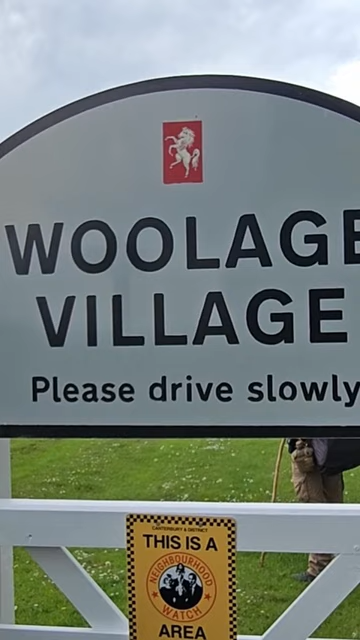 WOOLAGE
VILLAGE
Please drive slowly
CANTERBURY & DISTRICT
THIS IS A
NEIGHBOURHOOD
WATCH
AREA